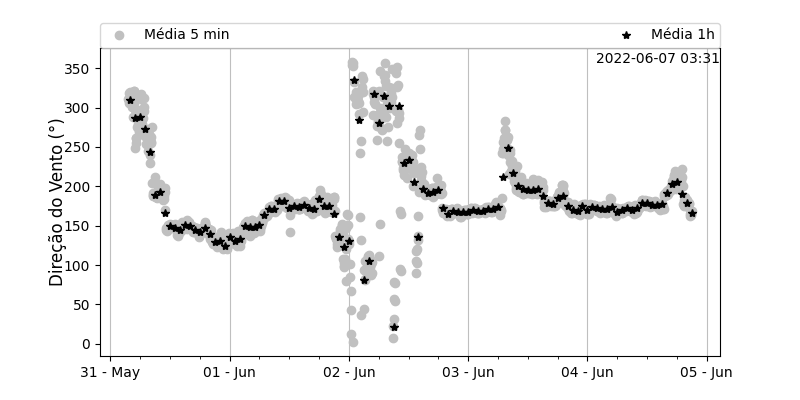 Média 5 min
Média 1h
2022-06-07 03:31
Direção do Vento (°)
350
300
250
200
150
100
50
0
31 - May
01 - Jun
02 - Jun
03 - Jun
04 - Jun
05 - Jun